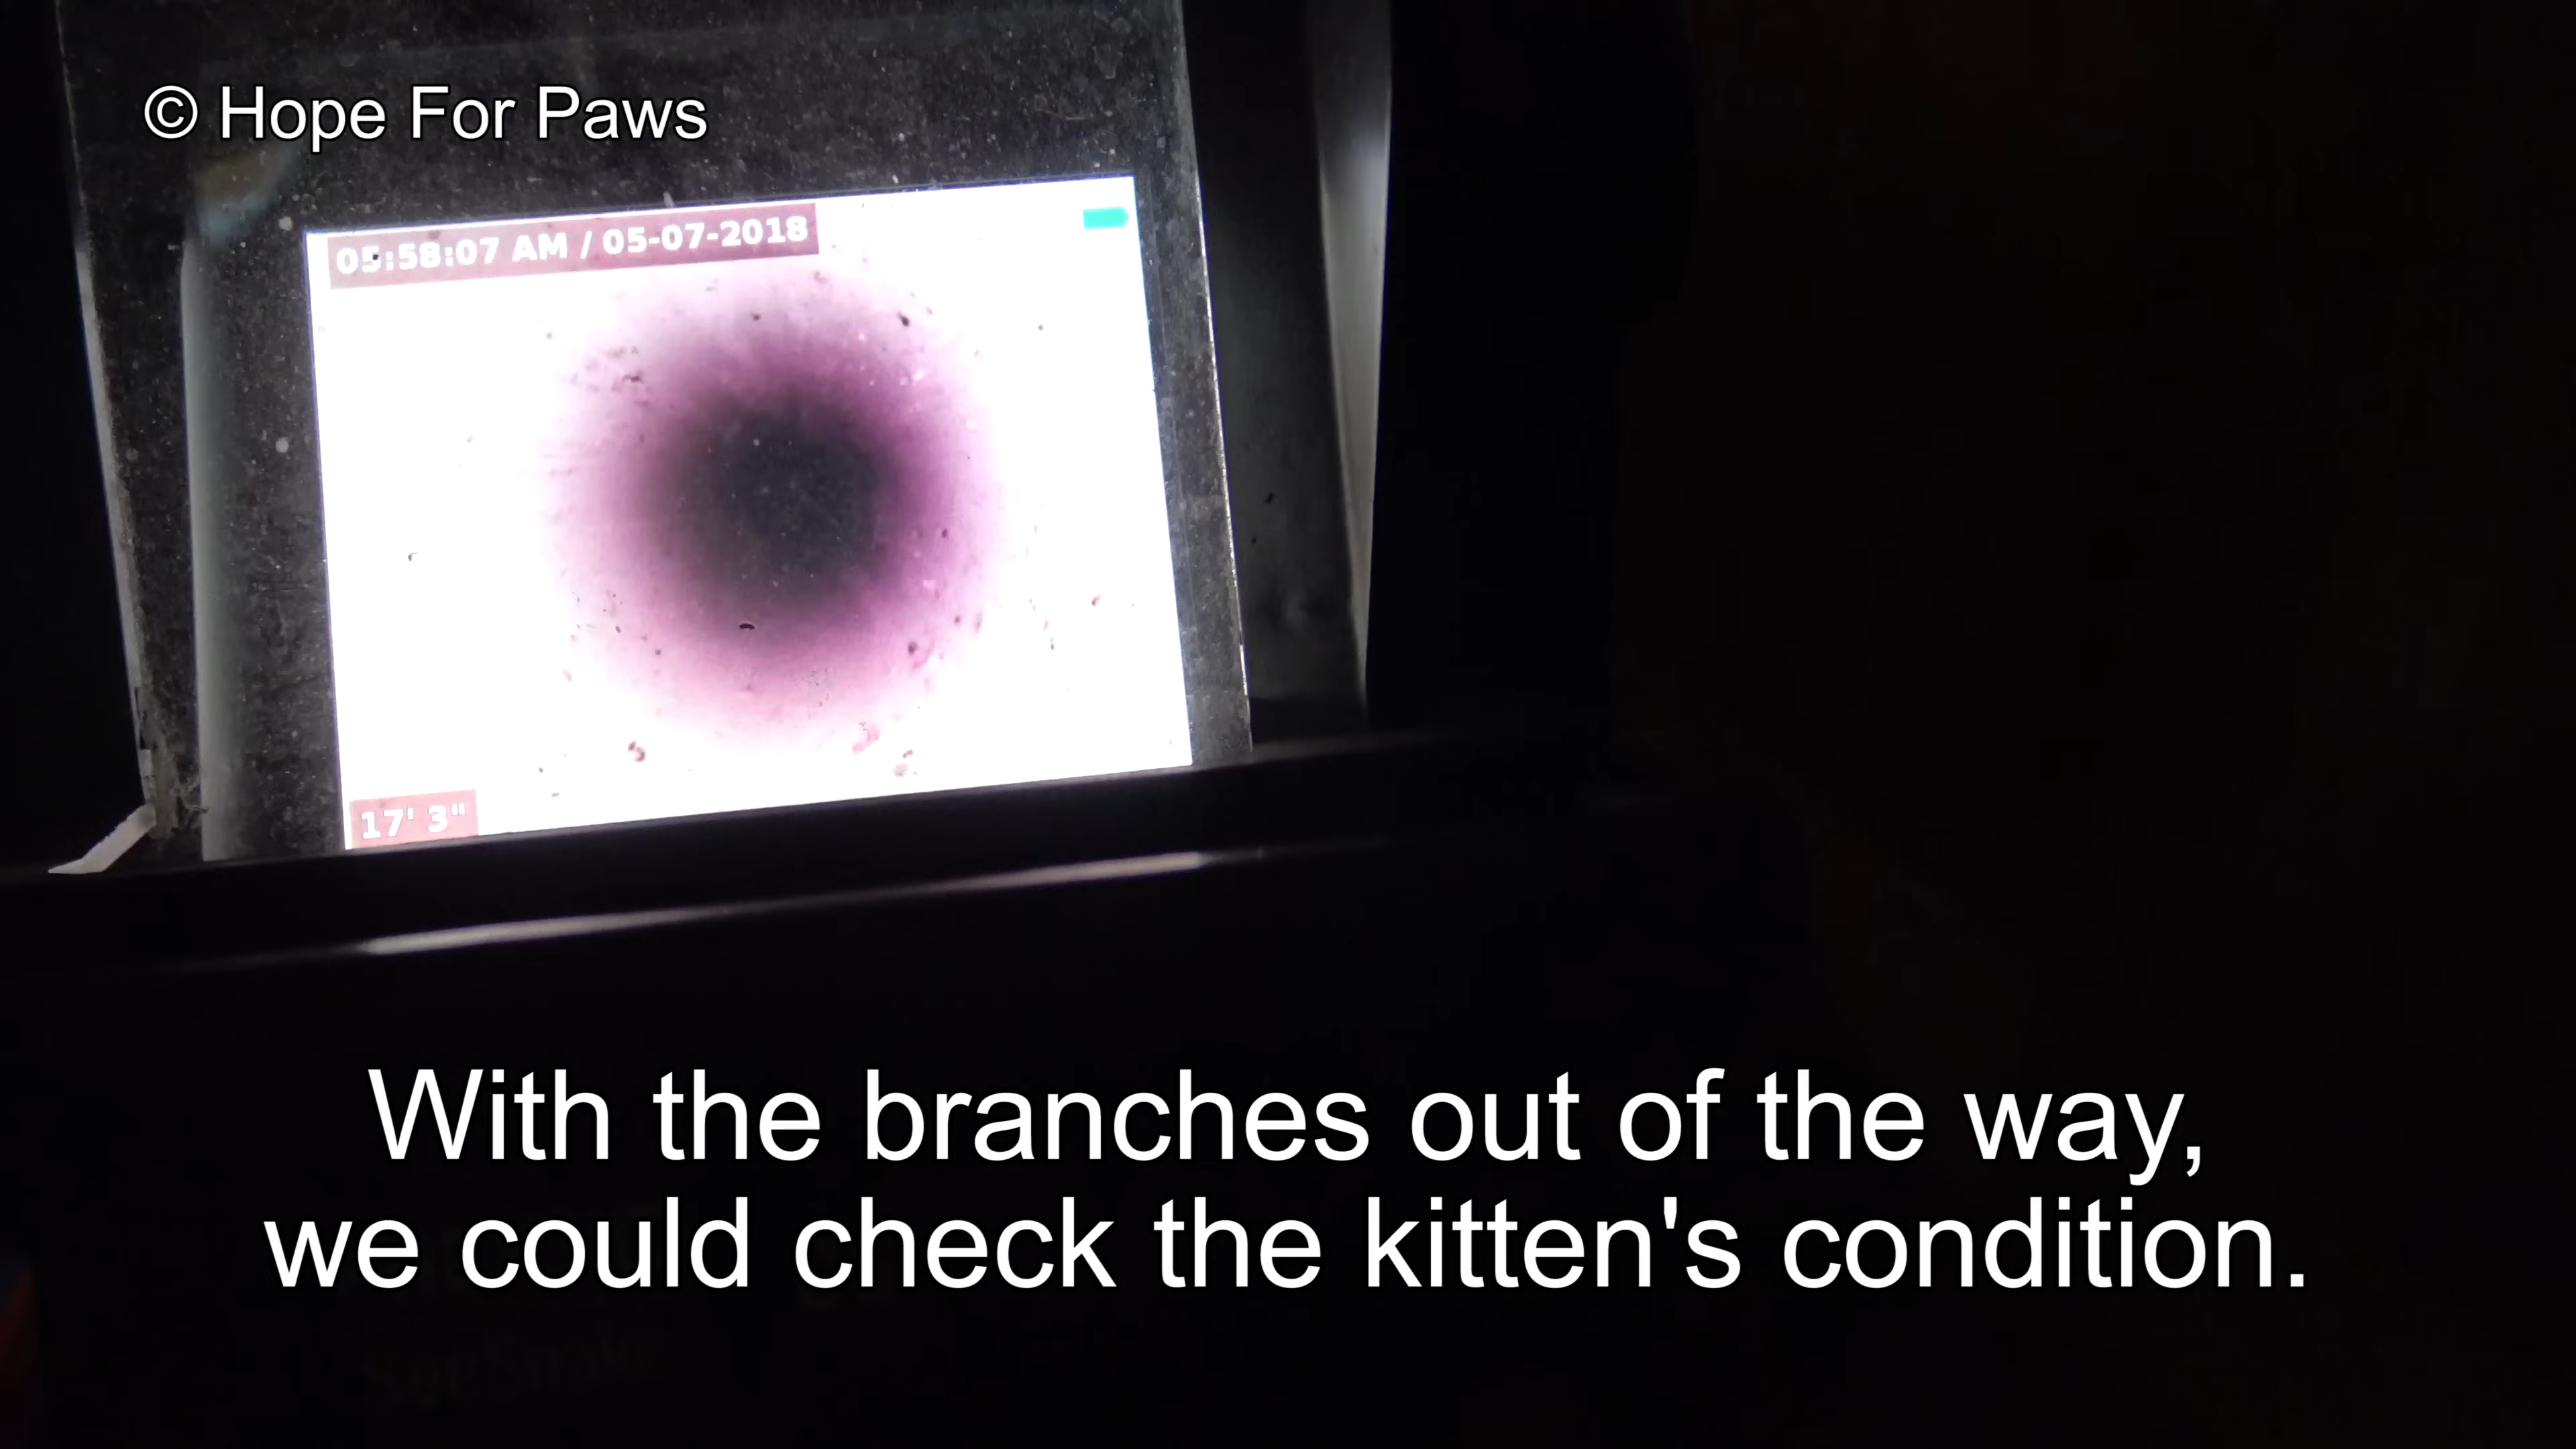 © Hope For Paws
05:58:07 AM / 05-07-2018
17' 3"
With the branches out of the way,
we could check the kitten's condition.